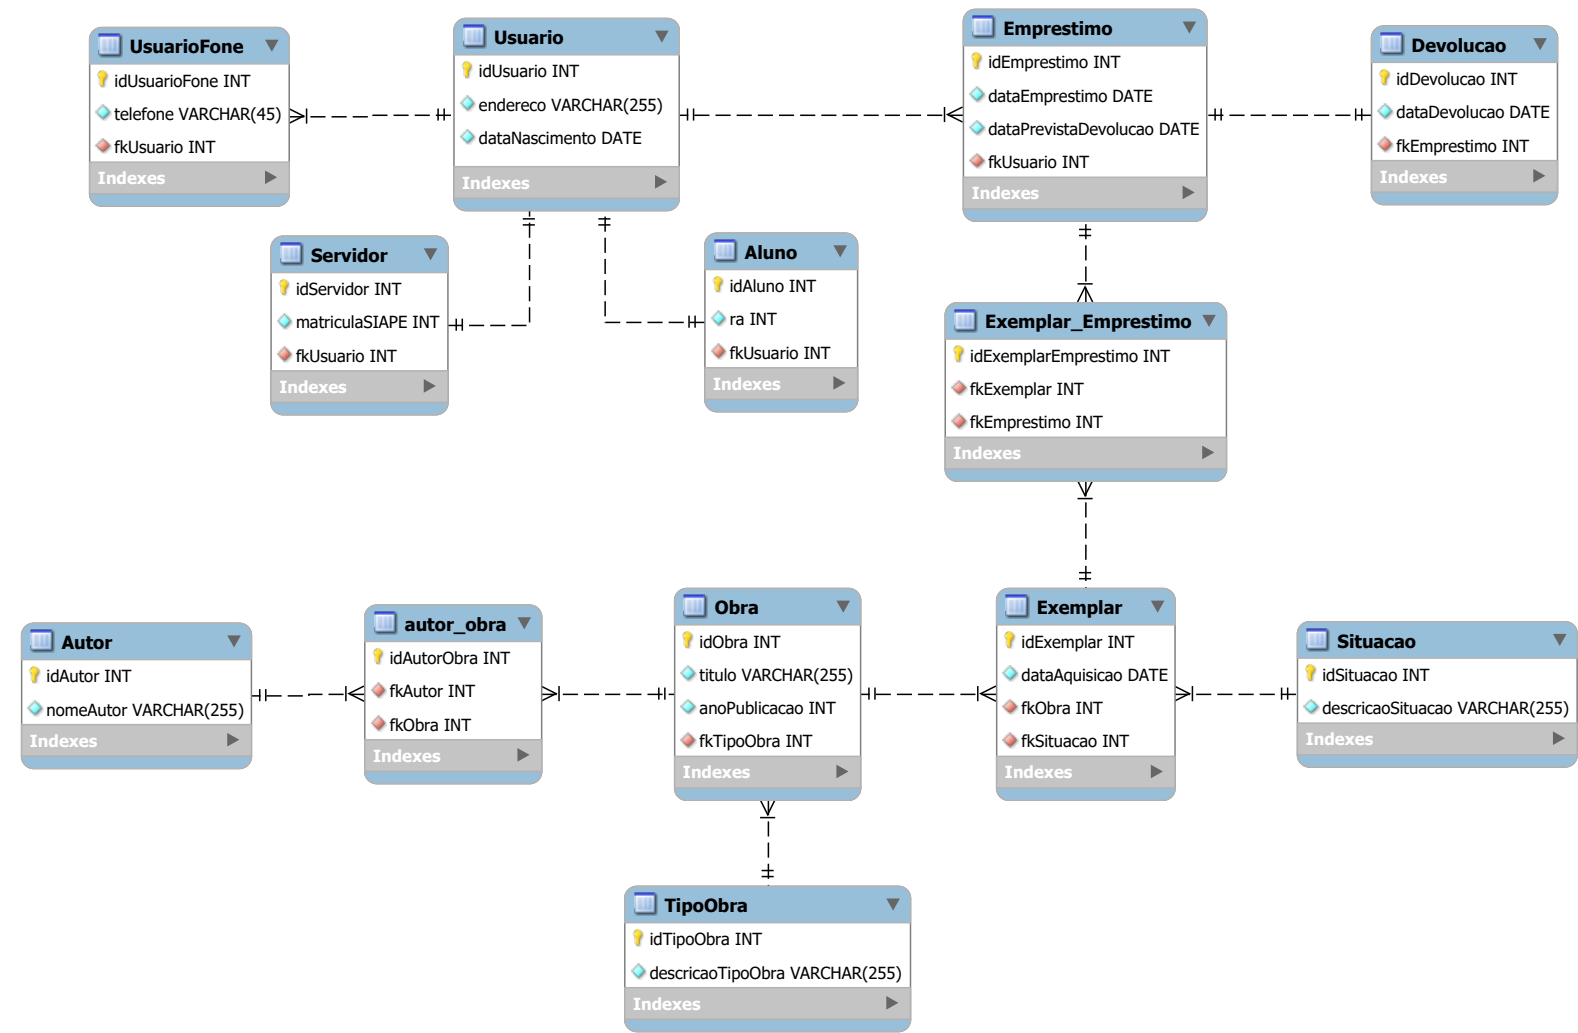 UsuarioFone
idUsuarioFone INT
telefone VARCHAR(45)
fkUsuario INT
Indexes
Usuario
idUsuario INT
endereco VARCHAR(255)
dataNascimento DATE
Indexes
Emprestimo
idEmprestimo INT
dataEmprestimo DATE
dataPrevistaDevolucao DATE
fkUsuario INT
Indexes
Devolucao
idDevolucao INT
dataDevolucao DATE
fkEmprestimo INT
Indexes
Servidor
idServidor INT
matriculaSIAPE INT
fkUsuario INT
Indexes
Aluno
idAluno INT
ra INT
fkUsuario INT
Indexes
Exemplar_Emprestimo
idExemplarEmprestimo INT
fkExemplar INT
fkEmprestimo INT
Indexes
Autor
idAutor INT
nomeAutor VARCHAR(255)
Indexes
autor_obra
idAutorObra INT
fkAutor INT
fkObra INT
Indexes
Obra
idObra INT
titulo VARCHAR(255)
anoPublicacao INT
fkTipoObra INT
Indexes
Exemplar
idExemplar INT
dataAquisicao DATE
fkObra INT
fkSituacao INT
Indexes
Situacao
idSituacao INT
descricaoSituacao VARCHAR(255)
Indexes
TipoObra
idTipoObra INT
descricaoTipoObra VARCHAR(255)
Indexes